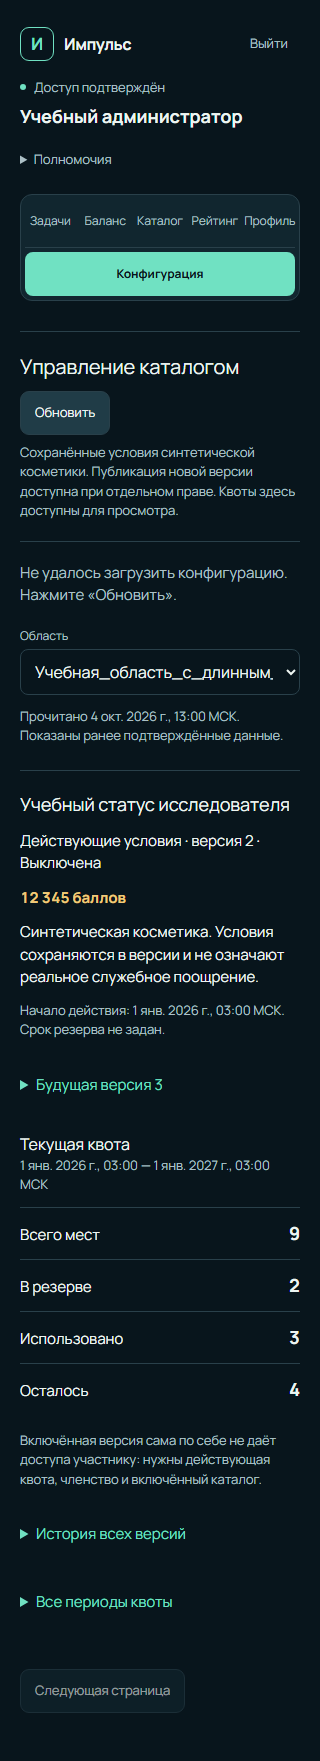 И Импульс Выйти
Доступ подтверждён
Учебный администратор
Полномочия
Задачи Баланс Каталог Рейтинг Профиль
Конфигурация
Управление каталогом
Обновить
Сохранённые условия синтетической
косметики. Публикация новой версии
доступна при отдельном праве. Квоты здесь
доступны для просмотра.
Не удалось загрузить конфигурацию.
Нажмите «Обновить».
Область
Учебная_область_с_длинным_
Прочитано 4 окт. 2026 г., 13:00 МСК.
Показаны ранее подтверждённые данные.
Учебный статус исследователя
Действующие условия · версия 2 ·
Выключена
12 345 баллов
Синтетическая косметика. Условия
сохраняются в версии и не означают
реальное служебное поощрение.
Начало действия: 1 янв. 2026 г., 03:00 МСК.
Срок резерва не задан.
Будущая версия 3
Текущая квота
1 янв. 2026 г., 03:00 — 1 янв. 2027 г., 03:00
МСК
Всего мест 9
В резерве 2
Использовано 3
Осталось 4
Включённая версия сама по себе не даёт
доступа участнику: нужны действующая
квота, членство и включённый каталог.
История всех версий
Все периоды квоты
Следующая страница